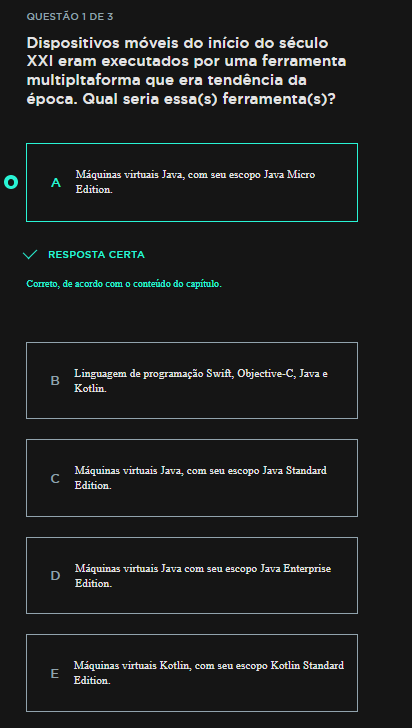 QUESTÃO 1 DE 3
Dispositivos móveis do início do século
XXI eram executados por uma ferramenta
multipltaforma que era tendência da
época. Qual seria essa(s) ferramenta(s)?
A
Máquinas virtuais Java, com seu escopo Java Micro
Edition.
RESPOSTA CERTA
Correto, de acordo com o conteúdo do capítulo.
B
Linguagem de programação Swift, Objective-C, Java e
Kotlin.
C
Máquinas virtuais Java, com seu escopo Java Standard
Edition.
D
Máquinas virtuais Java com seu escopo Java Enterprise
Edition.
E
Máquinas virtuais Kotlin, com seu escopo Kotlin Standard
Edition.